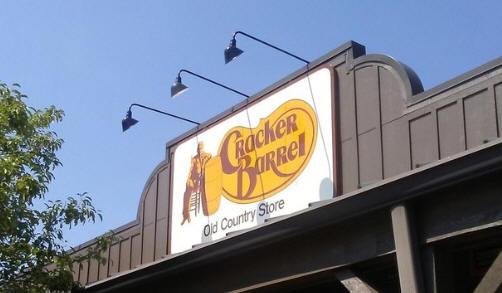 Cracker
Barrel
Old Country Store